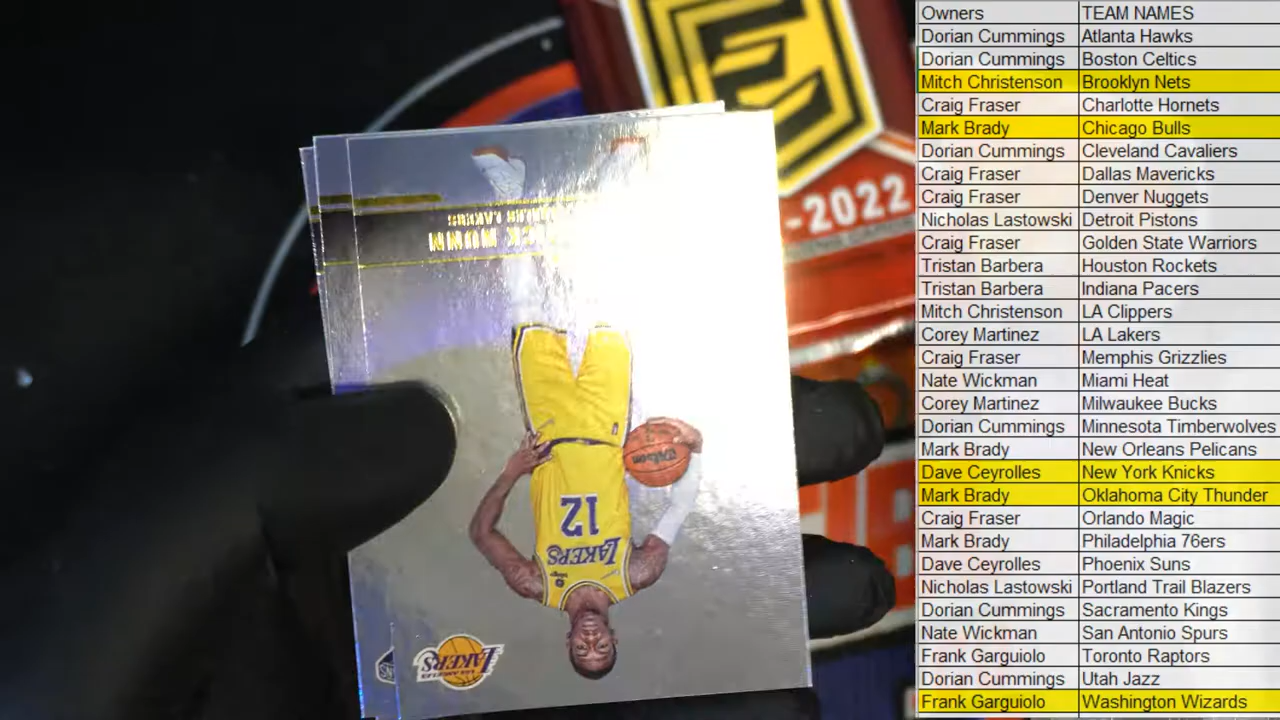 -2022
CK NUNN
LAKERS
12
LAKERS
LAKERS
Owners TEAM NAMES
Dorian Cummings Atlanta Hawks
Dorian Cummings Boston Celtics
Mitch Christenson Brooklyn Nets
Craig Fraser Charlotte Hornets
Mark Brady Chicago Bulls
Dorian Cummings Cleveland Cavaliers
Craig Fraser Dallas Mavericks
Craig Fraser Denver Nuggets
Nicholas Lastowski Detroit Pistons
Craig Fraser Golden State Warriors
Tristan Barbera Houston Rockets
Tristan Barbera Indiana Pacers
Mitch Christenson LA Clippers
Corey Martinez LA Lakers
Craig Fraser Memphis Grizzlies
Nate Wickman Miami Heat
Corey Martinez Milwaukee Bucks
Dorian Cummings Minnesota Timberwolves
Mark Brady New Orleans Pelicans
Dave Ceyrolles New York Knicks
Mark Brady Oklahoma City Thunder
Craig Fraser Orlando Magic
Mark Brady Philadelphia 76ers
Dave Ceyrolles Phoenix Suns
Nicholas Lastowski Portland Trail Blazers
Dorian Cummings Sacramento Kings
Nate Wickman San Antonio Spurs
Frank Garguiolo Toronto Raptors
Dorian Cummings Utah Jazz
Frank Garguiolo Washington Wizards